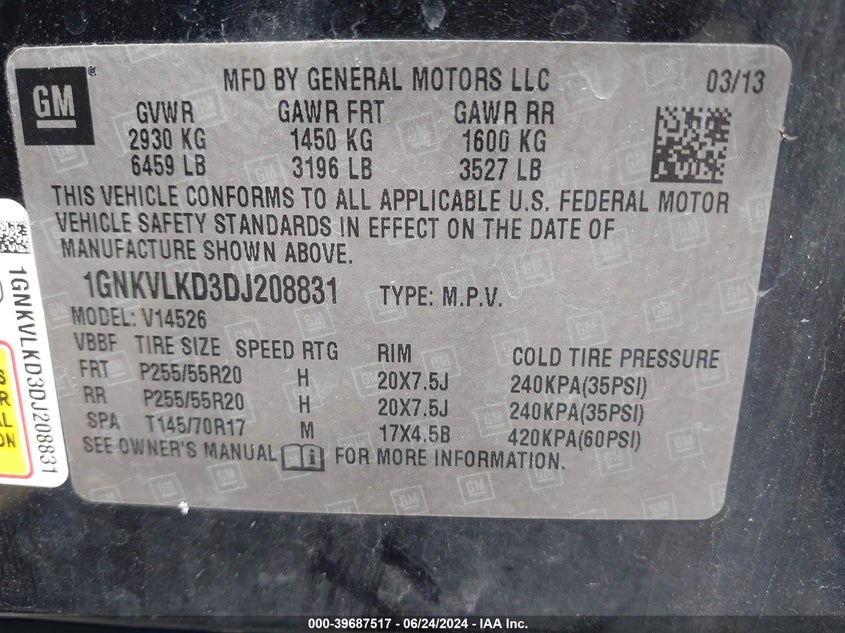 GM
®
MFD BY GENERAL MOTORS LLC 03/13
GVWR GAWR FRT GAWR RR
2930 KG 1450 KG 1600 KG
6459 LB 3196 LB 3527 LB
THIS VEHICLE CONFORMS TO ALL APPLICABLE U.S. FEDERAL MOTOR
VEHICLE SAFETY STANDARDS IN EFFECT ON THE DATE OF
MANUFACTURE SHOWN ABOVE.
1GNKVLKD3DJ208831 TYPE: M.P.V.
MODEL: V14526
VBBF TIRE SIZE SPEED RTG RIM COLD TIRE PRESSURE
FRT P255/55R20 H 20X7.5J 240KPA(35PSI)
RR P255/55R20 H 20X7.5J 240KPA(35PSI)
SPA T145/70R17 M 17X4.5B 420KPA(60PSI)
SEE OWNER'S MANUAL FOR MORE INFORMATION.
1GNKVLKD3DJ208831
000-39687517 - 06/24/2024 - IAA Inc.